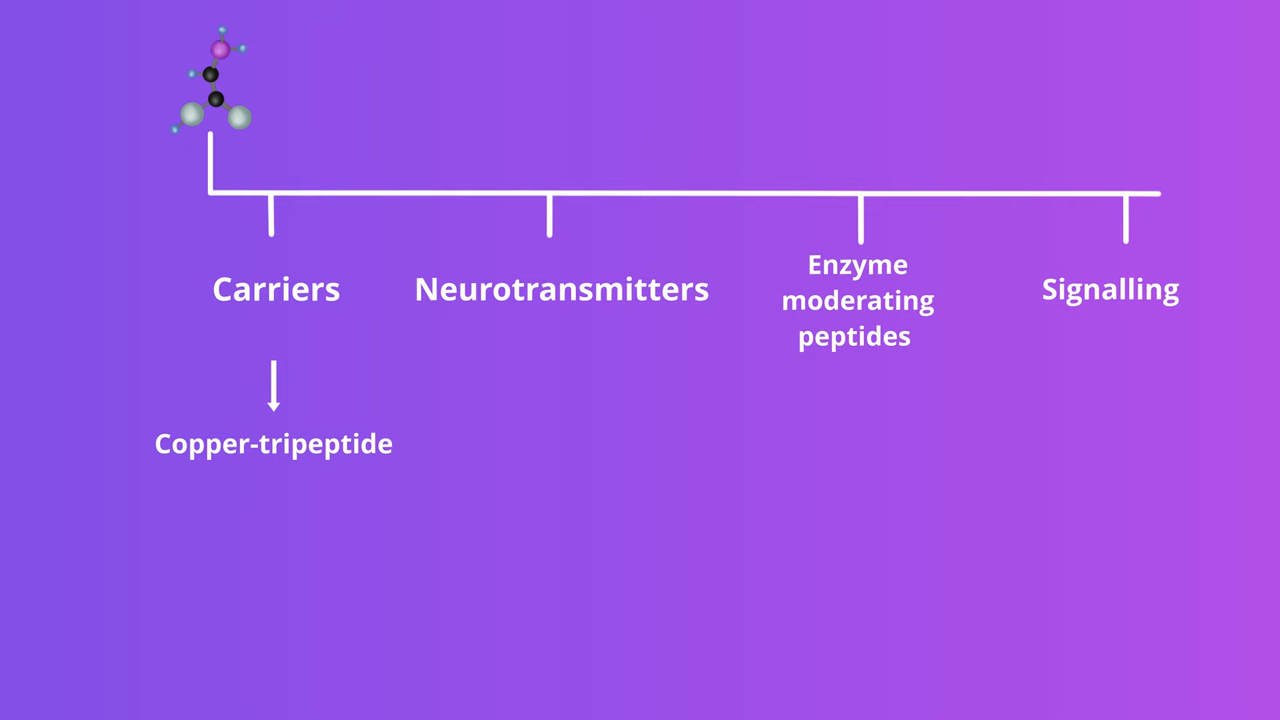 Carriers
Neurotransmitters
Enzyme
moderating
peptides
Signalling
Copper-tripeptide